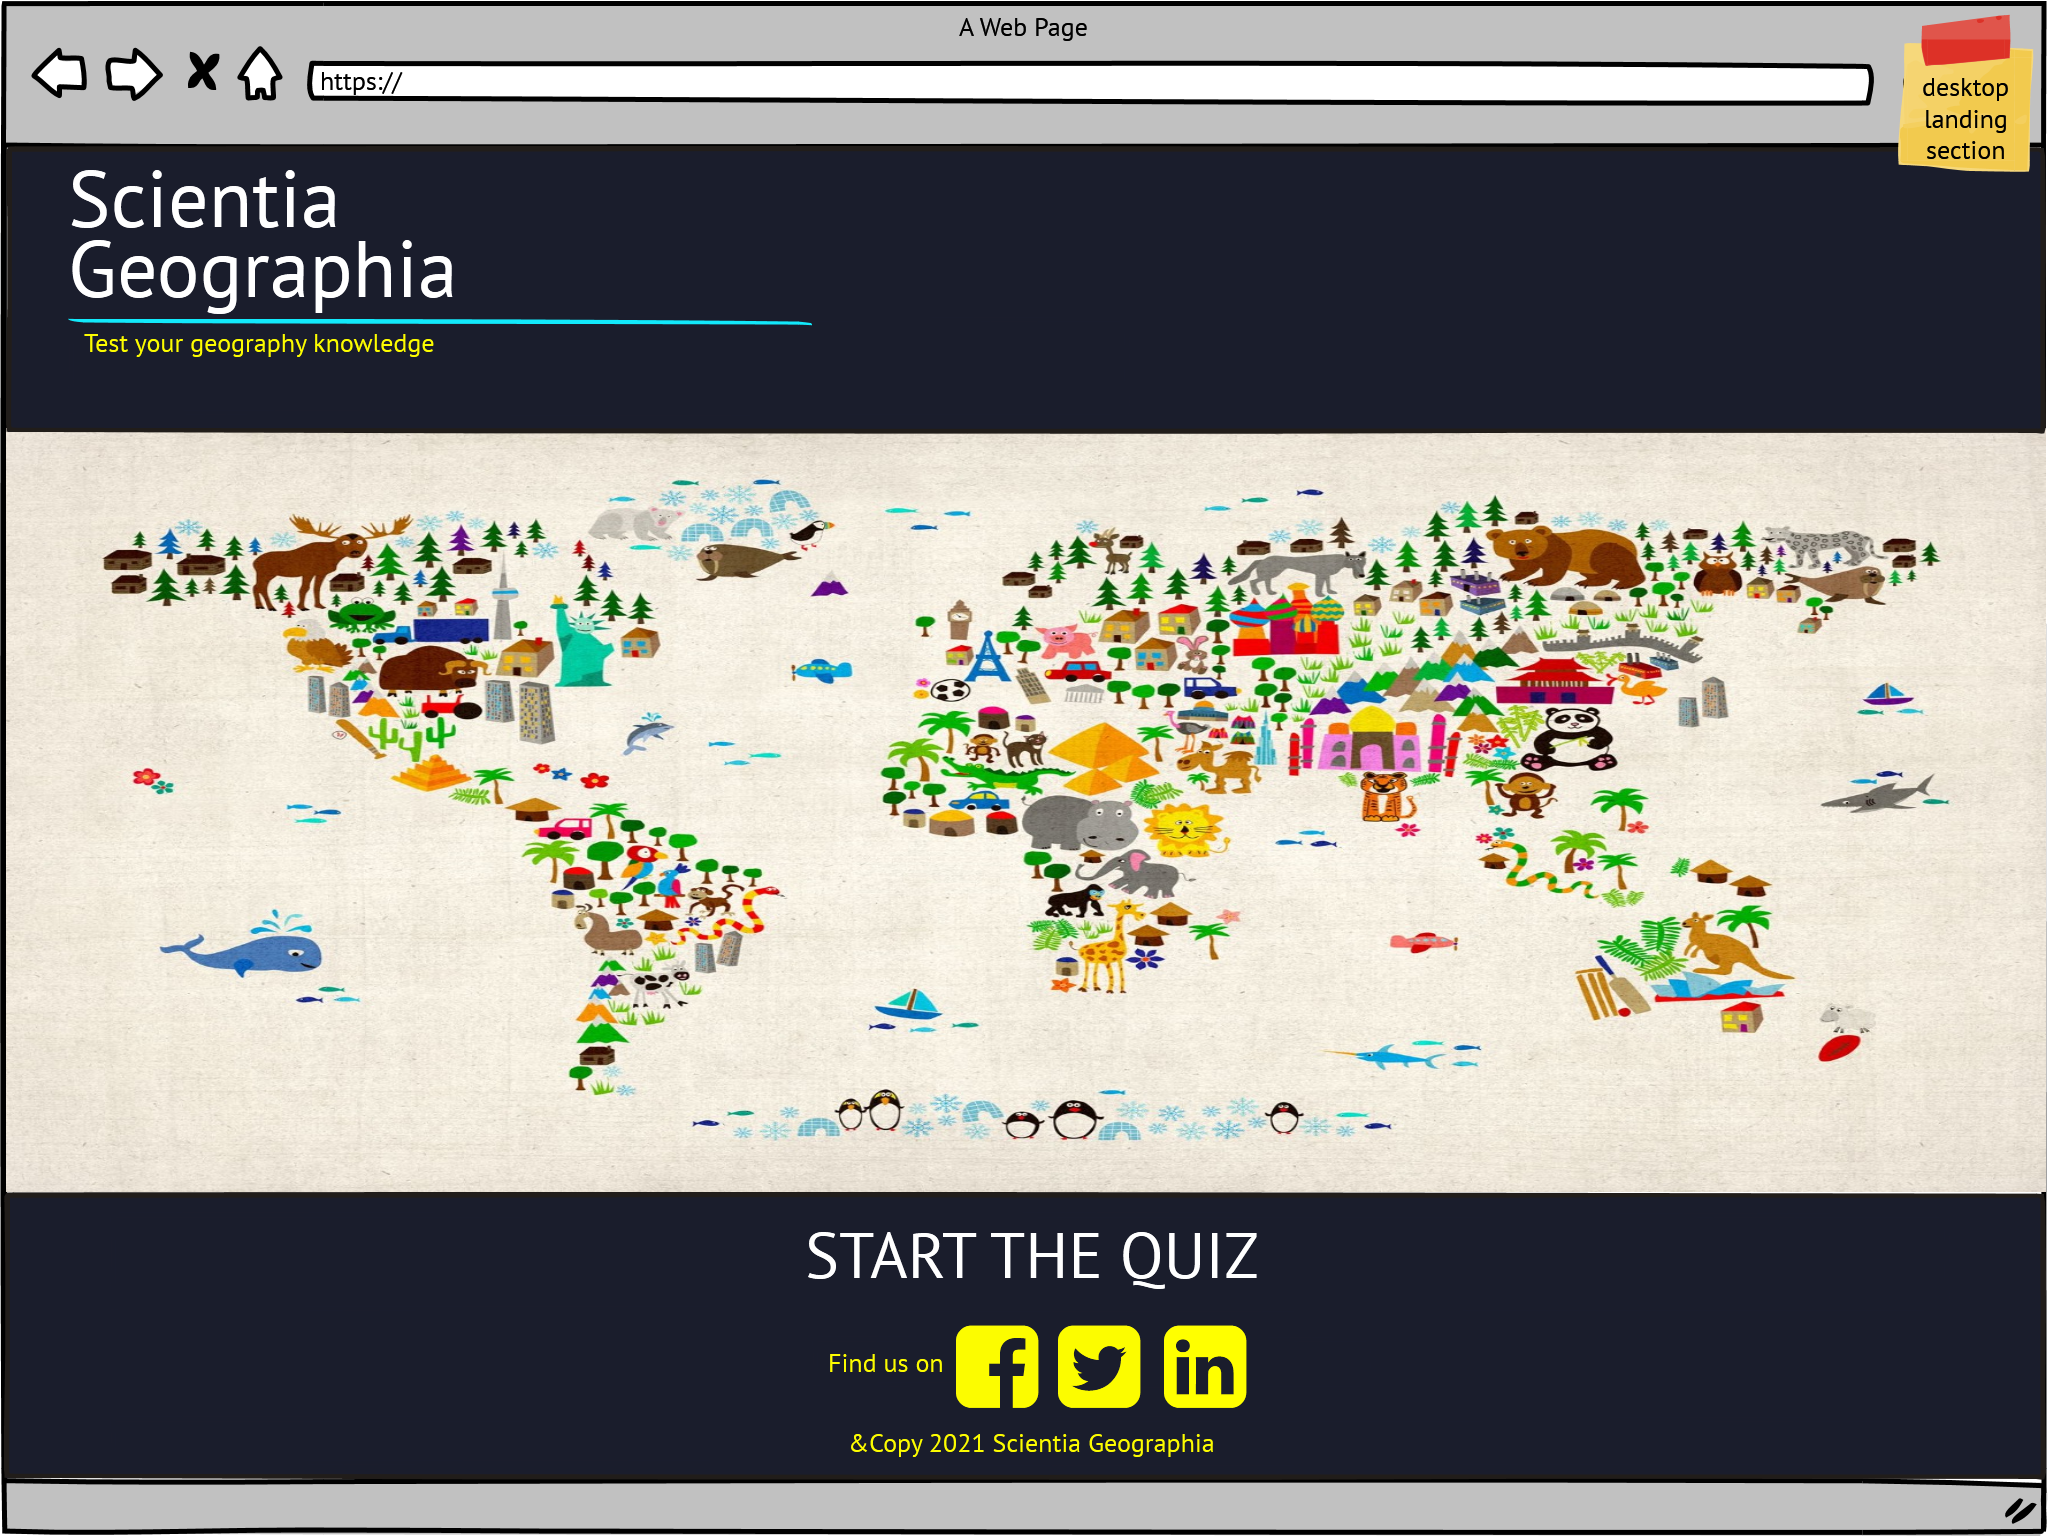 A Web Page
https://
desktop
landing
section
Scientia
Geographia
Test your geography knowledge
START THE QUIZ
Find us on
f
in
&Copy 2021 Scientia Geographia